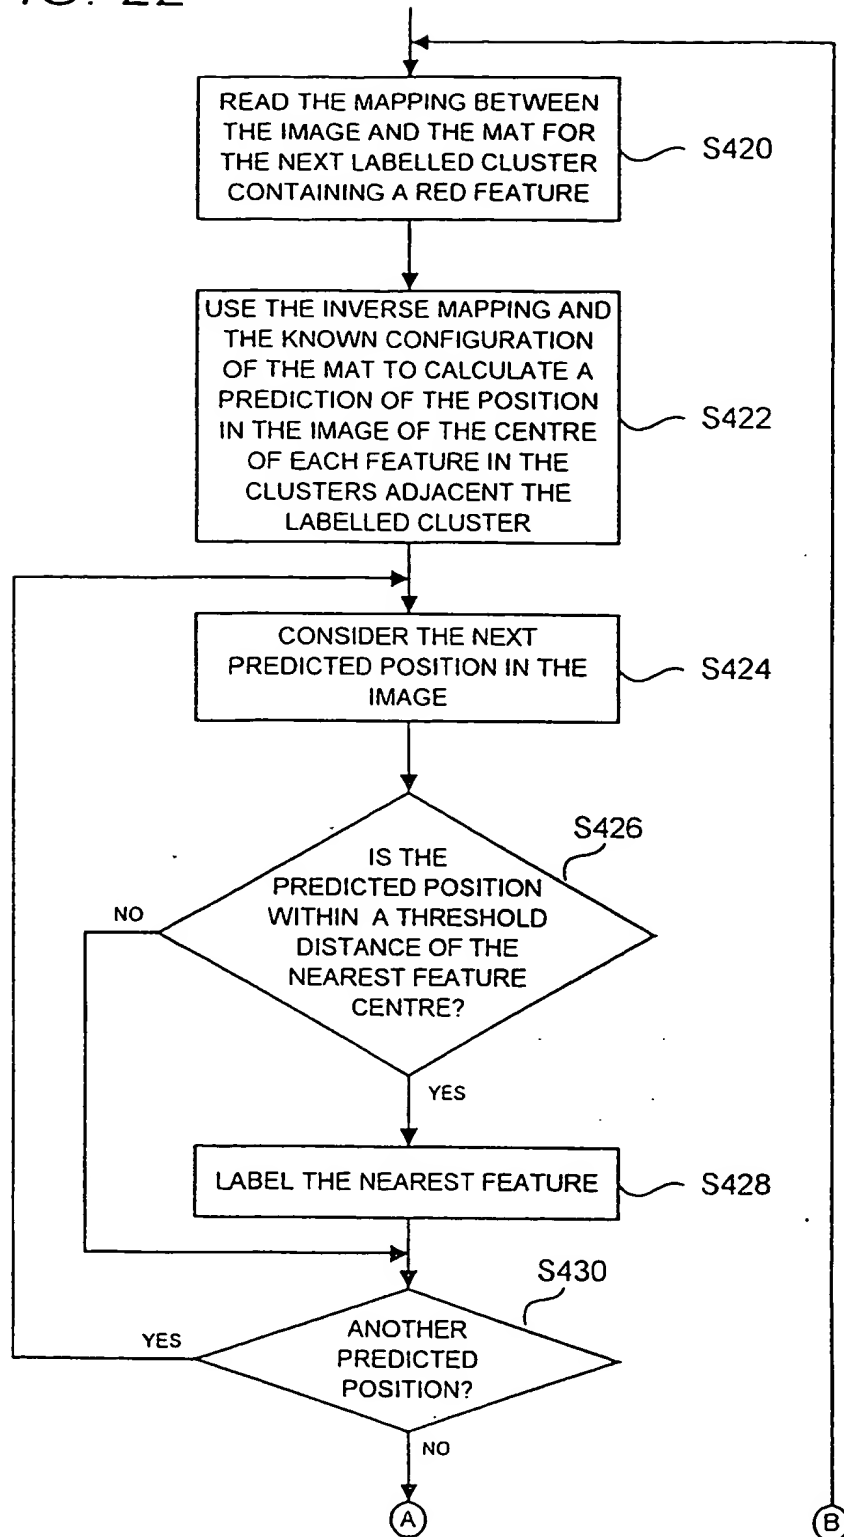 FIG. 22
READ THE MAPPING BETWEEN
THE IMAGE AND THE MAT FOR
THE NEXT LABELLED CLUSTER
CONTAINING A RED FEATURE
S420
USE THE INVERSE MAPPING AND
THE KNOWN CONFIGURATION
OF THE MAT TO CALCULATE A
PREDICTION OF THE POSITION
IN THE IMAGE OF THE CENTRE
OF EACH FEATURE IN THE
CLUSTERS ADJACENT THE
LABELLED CLUSTER
S422
CONSIDER THE NEXT
PREDICTED POSITION IN THE
IMAGE
S424
S426
IS THE
PREDICTED POSITION
WITHIN A THRESHOLD
DISTANCE OF THE
NEAREST FEATURE
CENTRE?
NO
YES
LABEL THE NEAREST FEATURE
S428
S430
ANOTHER
PREDICTED
POSITION?
YES
NO
A
B